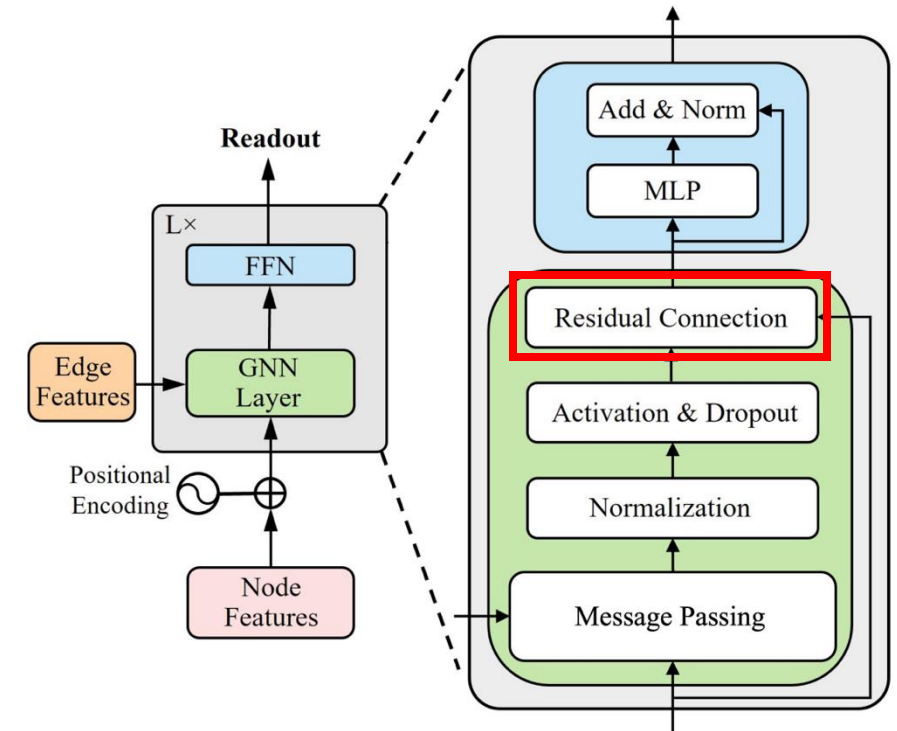 Readout
L×
FFN
GNN
Layer
Edge
Features
Positional
Encoding
Node
Features
Add & Norm
MLP
Residual Connection
Activation & Dropout
Normalization
Message Passing